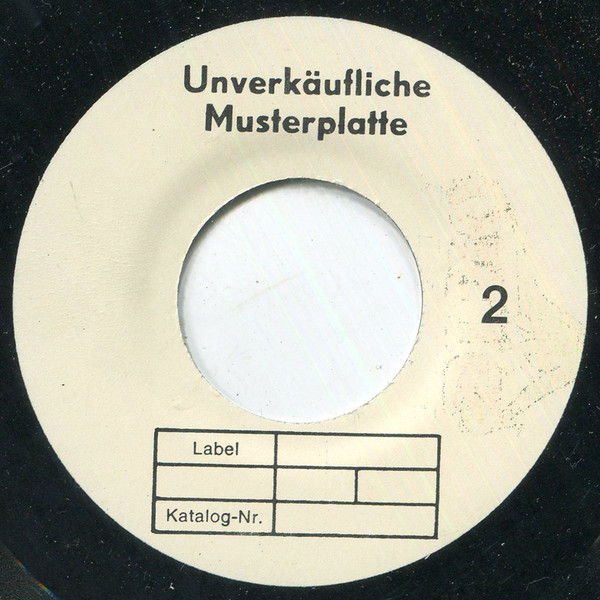 Unverkäufliche
Musterplatte
2
Label
Katalog-Nr.